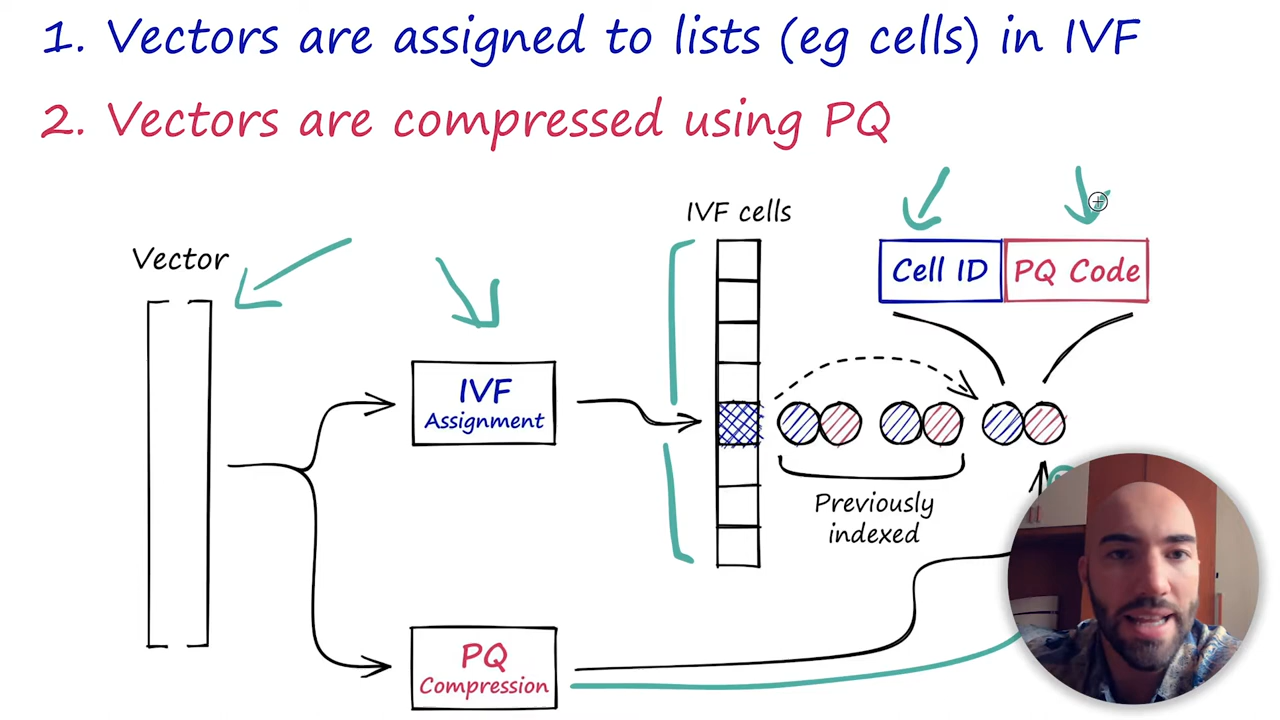 1. Vectors are assigned to lists (eg cells) in IVF
2. Vectors are compressed using PQ
IVF cells
Vector
Cell ID
PQ Code
IVF
Assignment
Previously
indexed
PQ
Compression